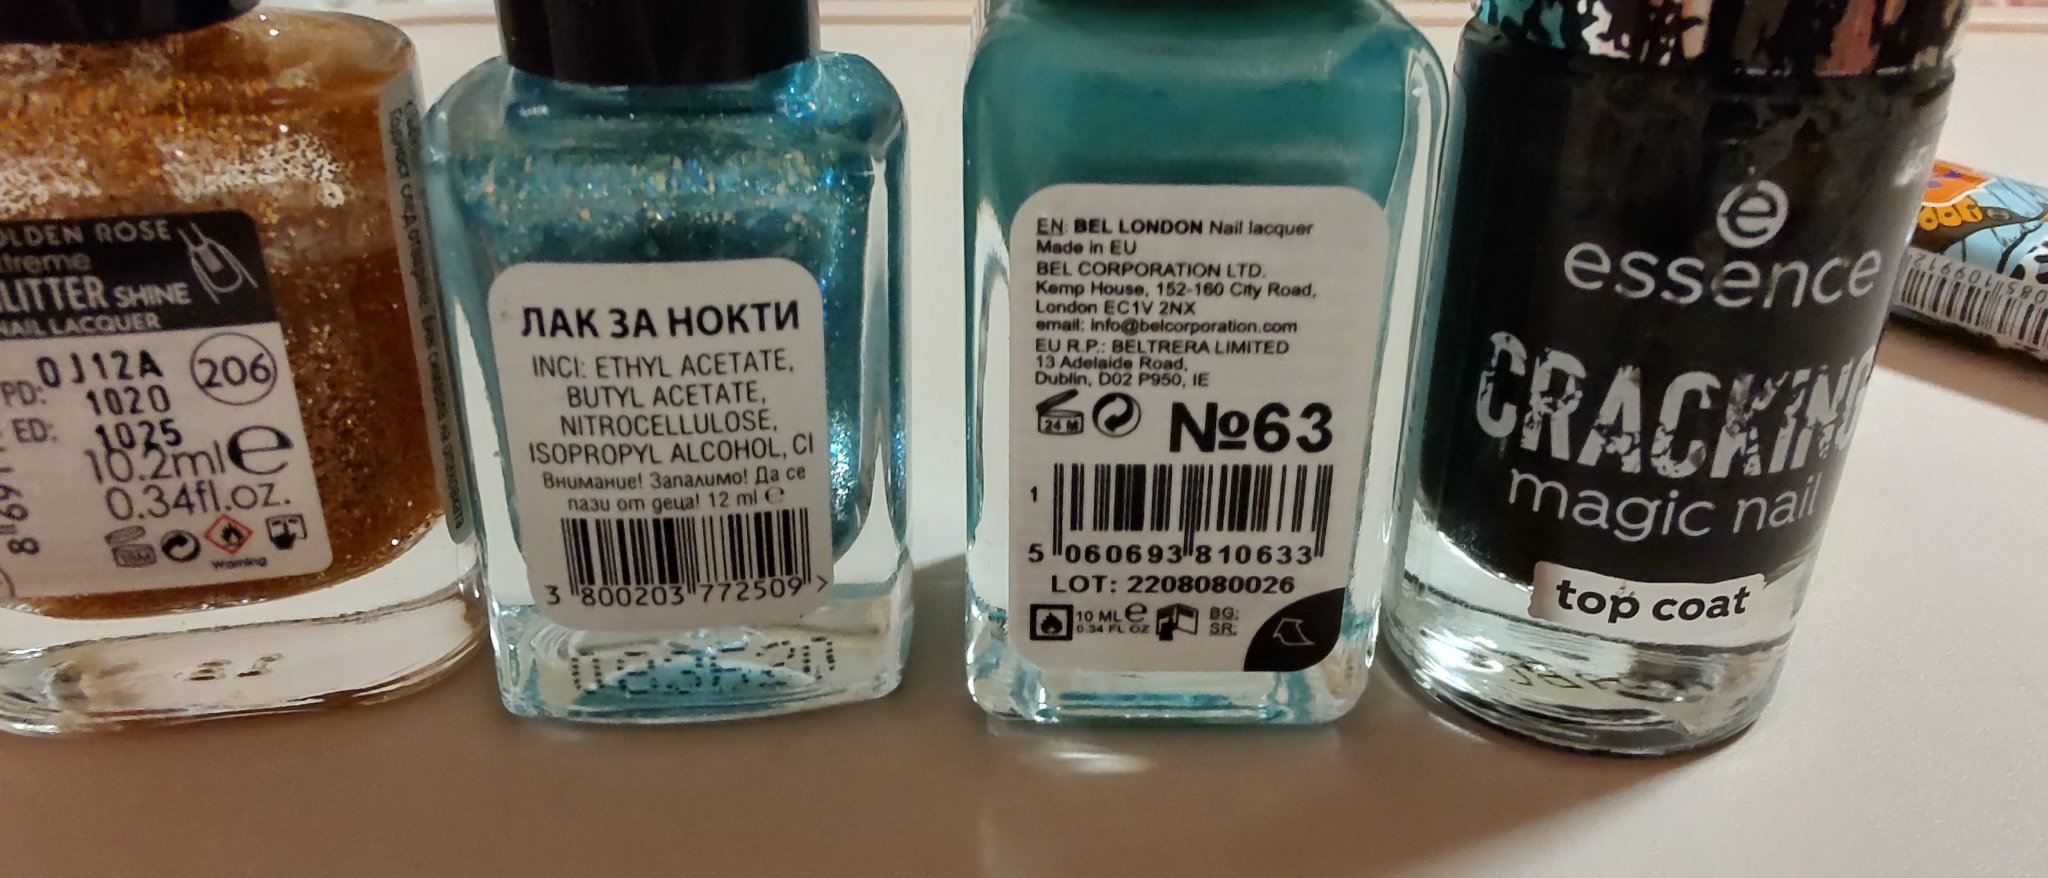 OLDEN ROSE
xtreme
LITTER SHINE
NAIL LACQUER
0J12A
206
PD: 1020
ED: 1025
10.2ml e
0.34fl.oz.
18M
Warning
ЛАК ЗА НОКТИ
INCI: ETHYL ACETATE,
BUTYL ACETATE,
NITROCELLULOSE,
ISOPROPYL ALCOHOL, CI
Внимание! Запалимо! Да се
пази от деца! 12 ml e
3 800203 772509 >
EN: BEL LONDON Nail lacquer
Made in EU
BEL CORPORATION LTD.
Kemp House, 152-160 City Road,
London EC1V 2NX
email: info@belcorporation.com
EU R.P.: BELTRERA LIMITED
13 Adelaide Road,
Dublin, D02 P950, IE
24 M
№63
1
5 060693 810633
LOT: 2208080026
10 ML e
0.34 FL OZ
BG:
SR:
e
essence
CRACKING
magic nail
top coat